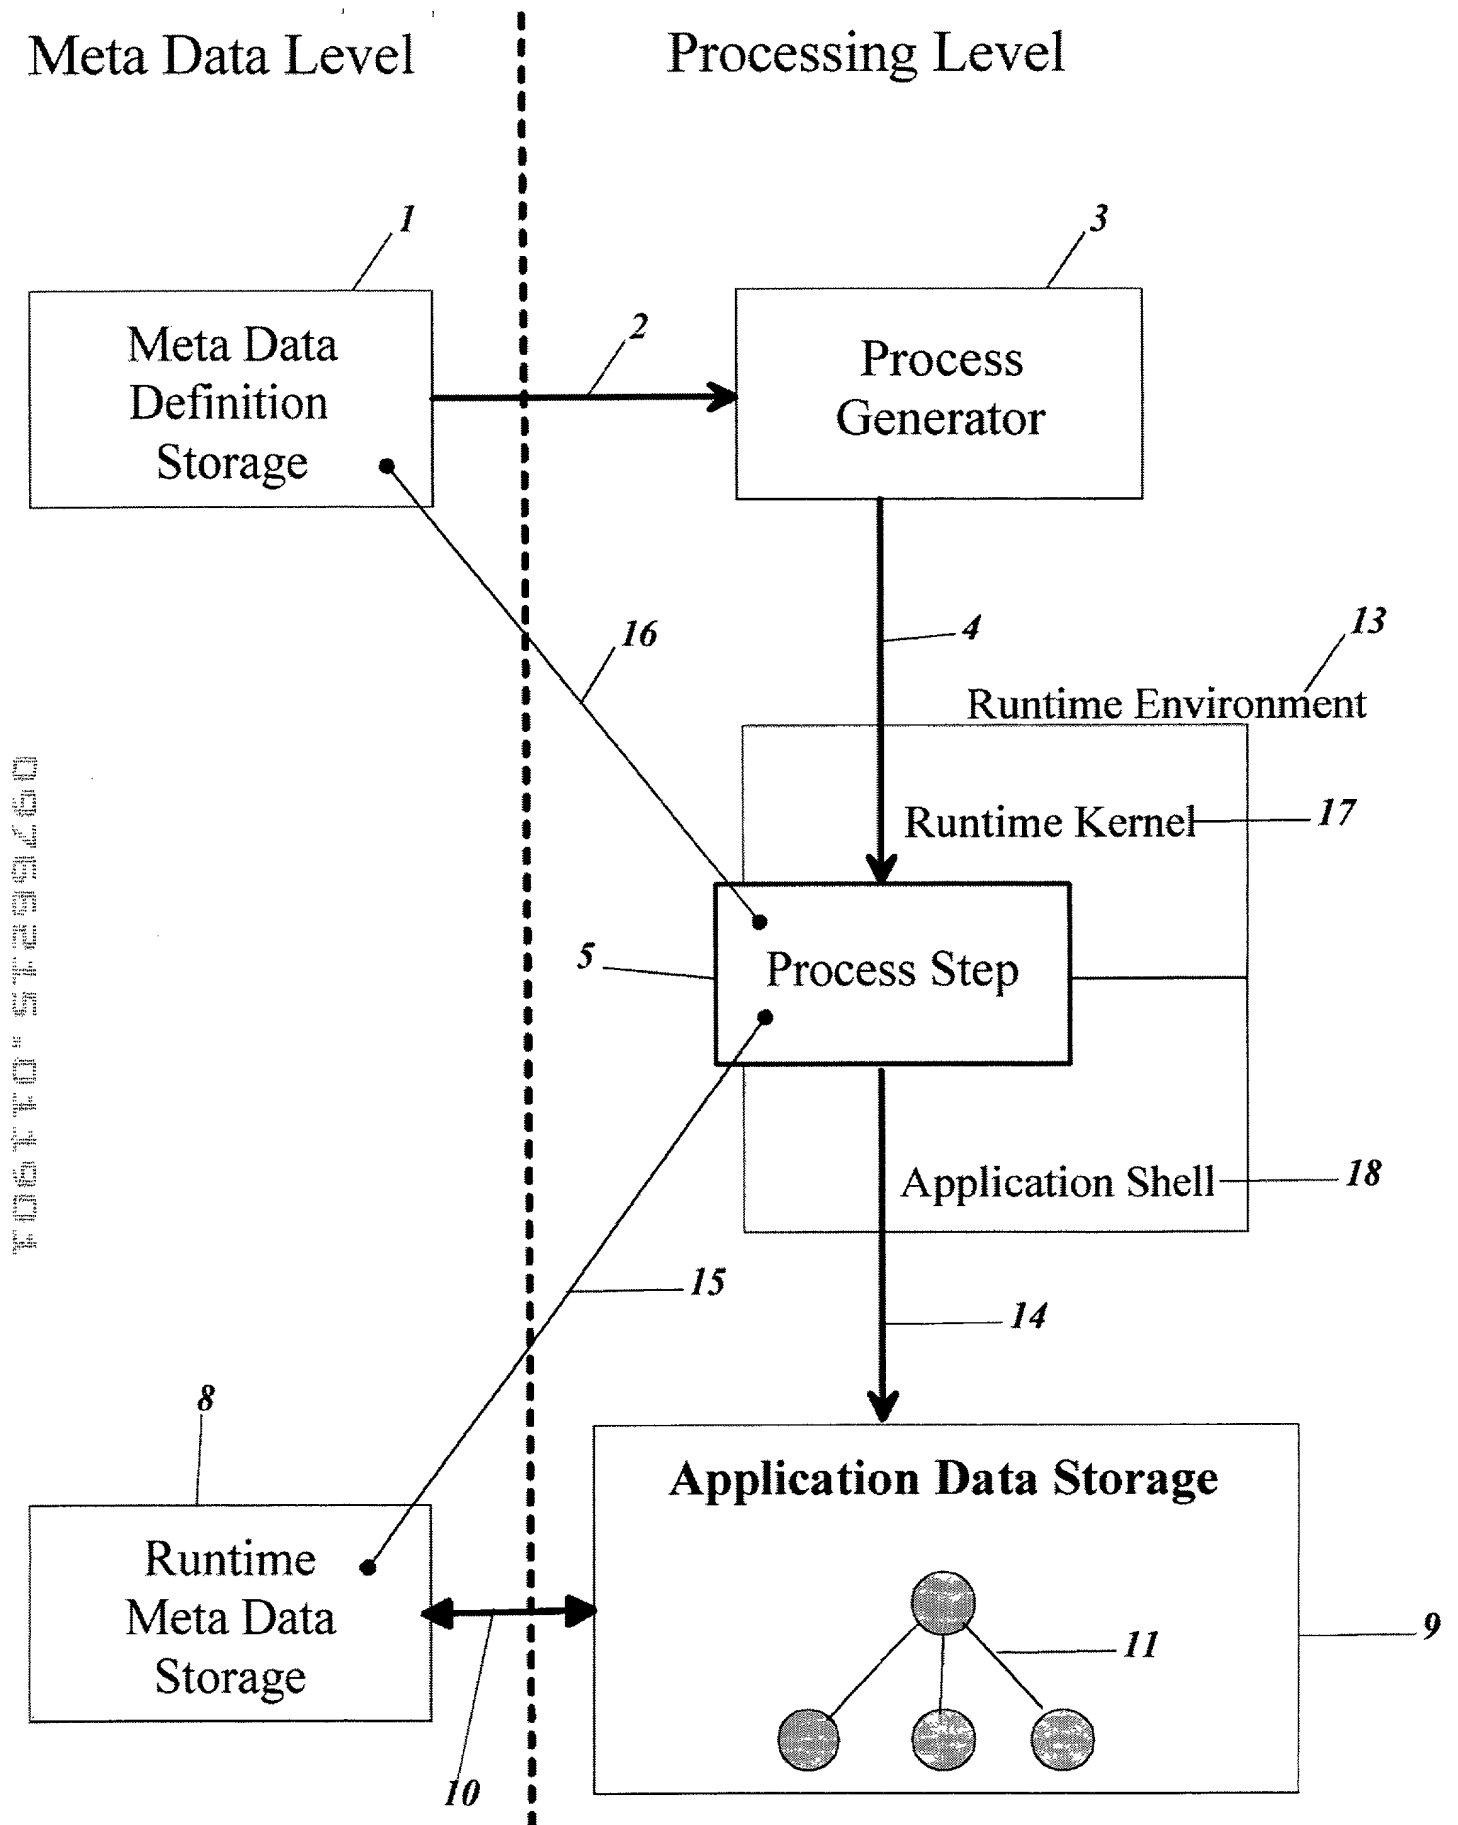 Meta Data Level
Processing Level
1
3
Meta Data
Definition
Storage
2
Process
Generator
16
4
13
Runtime Environment
Runtime Kernel
17
5
Process Step
Application Shell
18
15
14
8
Runtime
Meta Data
Storage
Application Data Storage
11
9
10
09765215.011601